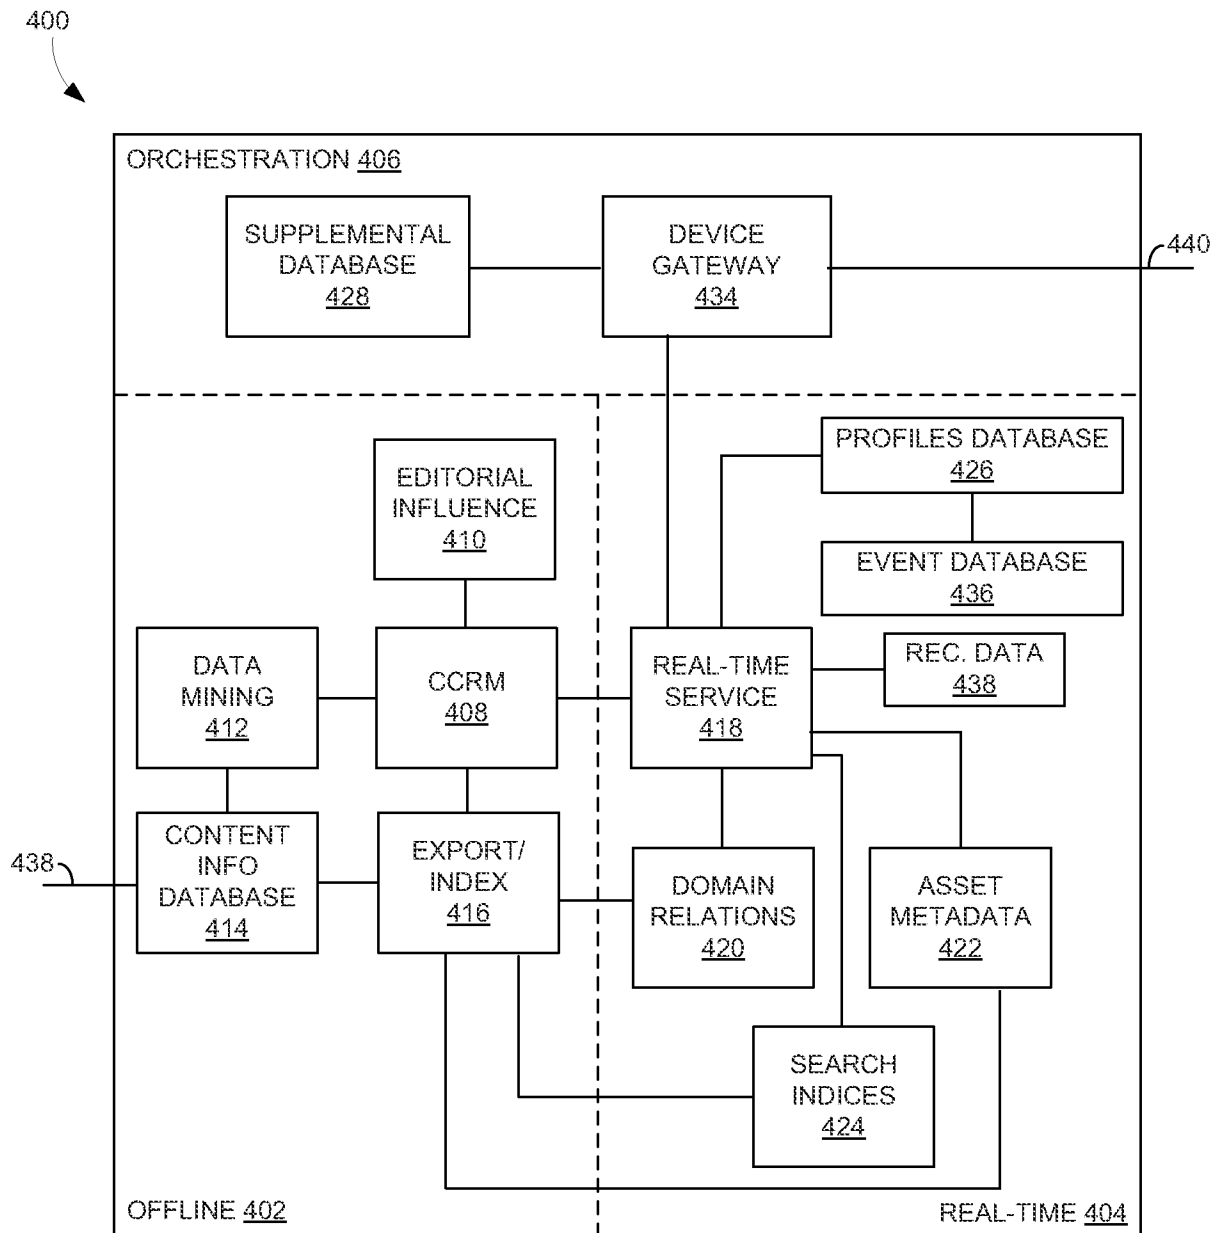 400
ORCHESTRATION 406
SUPPLEMENTAL
DATABASE
428
DEVICE
GATEWAY
434
440
PROFILES DATABASE
426
EVENT DATABASE
436
EDITORIAL
INFLUENCE
410
DATA
MINING
412
CCRM
408
REAL-TIME
SERVICE
418
REC. DATA
438
438
CONTENT
INFO
DATABASE
414
EXPORT/
INDEX
416
DOMAIN
RELATIONS
420
ASSET
METADATA
422
SEARCH
INDICES
424
OFFLINE 402
REAL-TIME 404